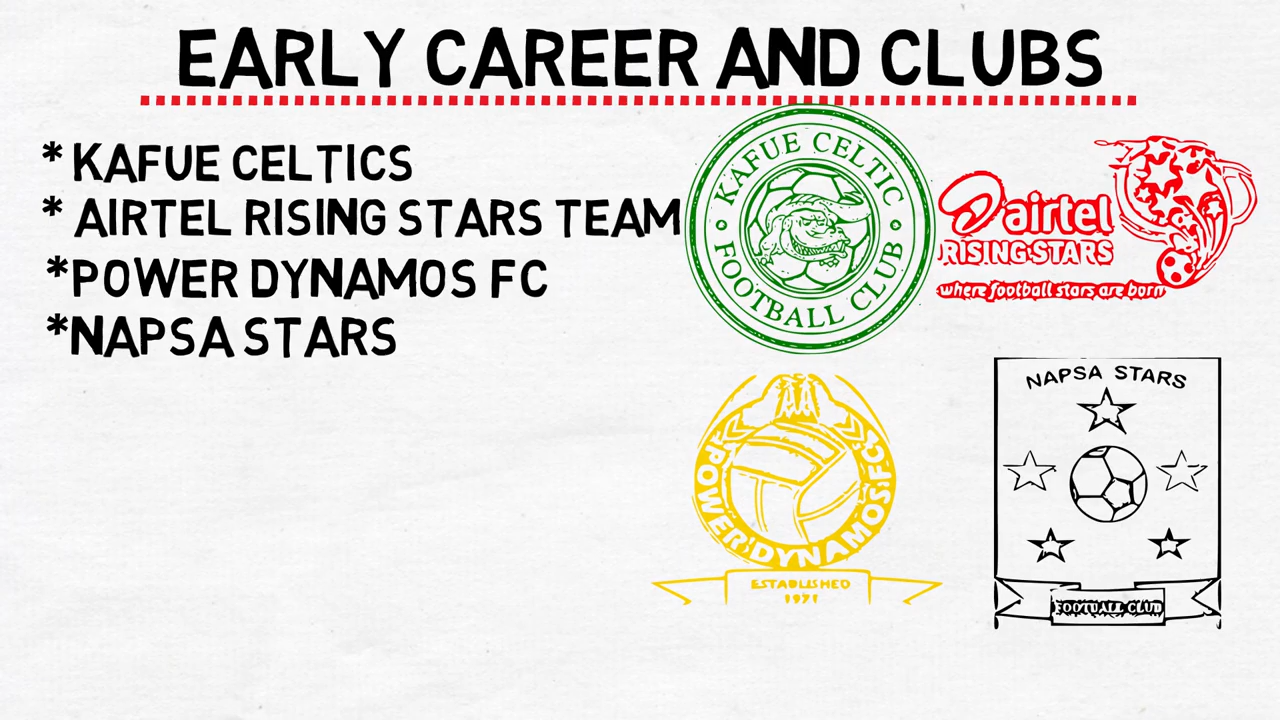 EARLY CAREER AND CLUBS
* KAFUE CELTICS
* AIRTEL RISING STARS TEAM
*POWER DYNAMOS FC
*NAPSA STARS
KAFUE CELTIC
FOOTBALL CLUB
airtel
RISING STARS
where football stars are born
POWER DYNAMOS F.C
ESTABLISHED
1971
NAPSA STARS
FOOTBALL CLUB